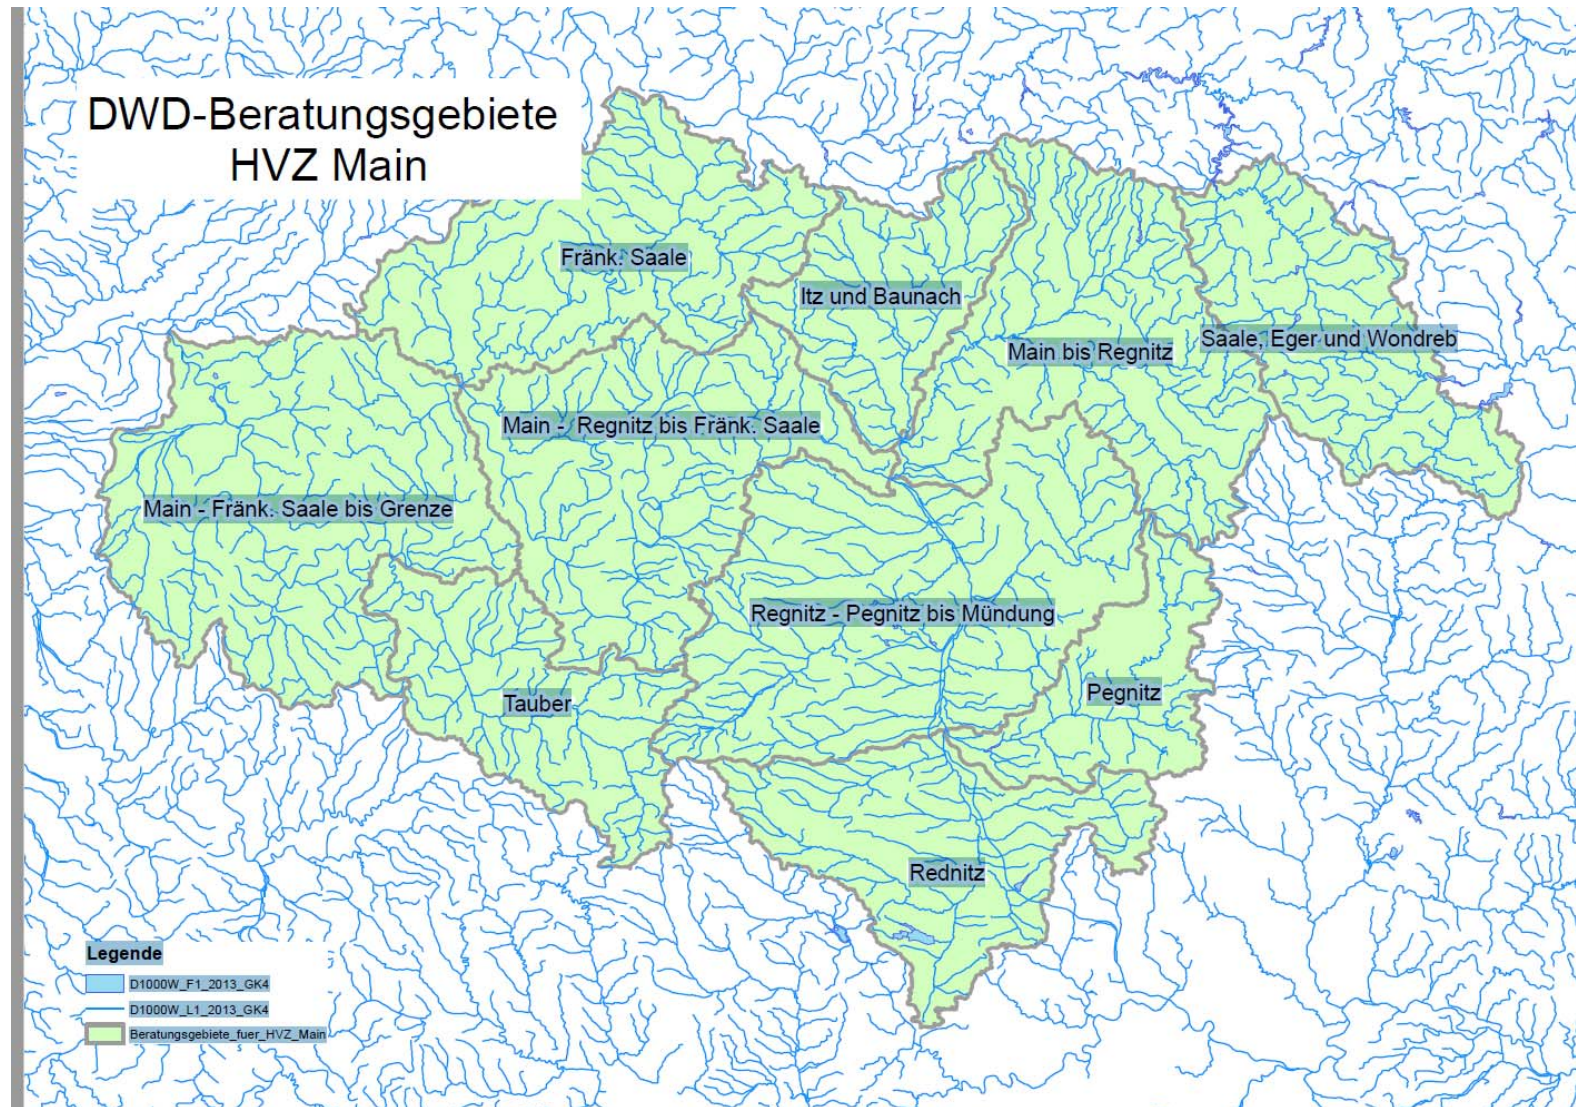 DWD-Beratungsgebiete
HVZ Main
Fränk. Saale
Itz und Baunach
Main bis Regnitz
Saale, Eger und Wondreb
Main - Regnitz bis Fränk. Saale
Main - Fränk. Saale bis Grenze
Regnitz - Pegnitz bis Mündung
Pegnitz
Tauber
Rednitz
Legende
D1000W_F1_2013_GK4
D1000W_L1_2013_GK4
Beratungsgebiete_fuer_HVZ_Main